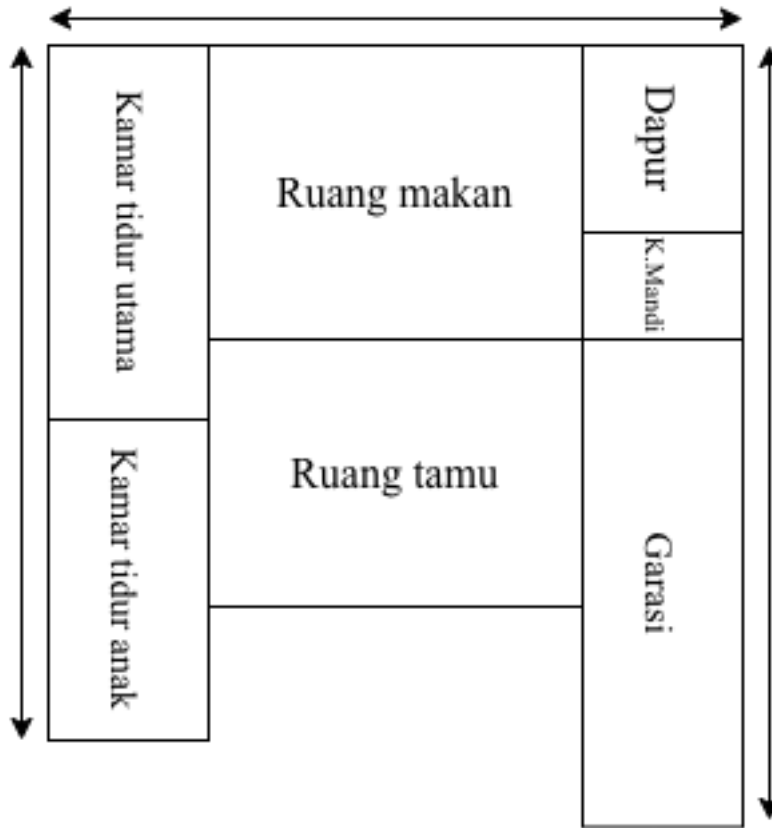 Kamar tidur utama
Ruang makan
Dapur
K.Mandi
Kamar tidur anak
Ruang tamu
Garasi